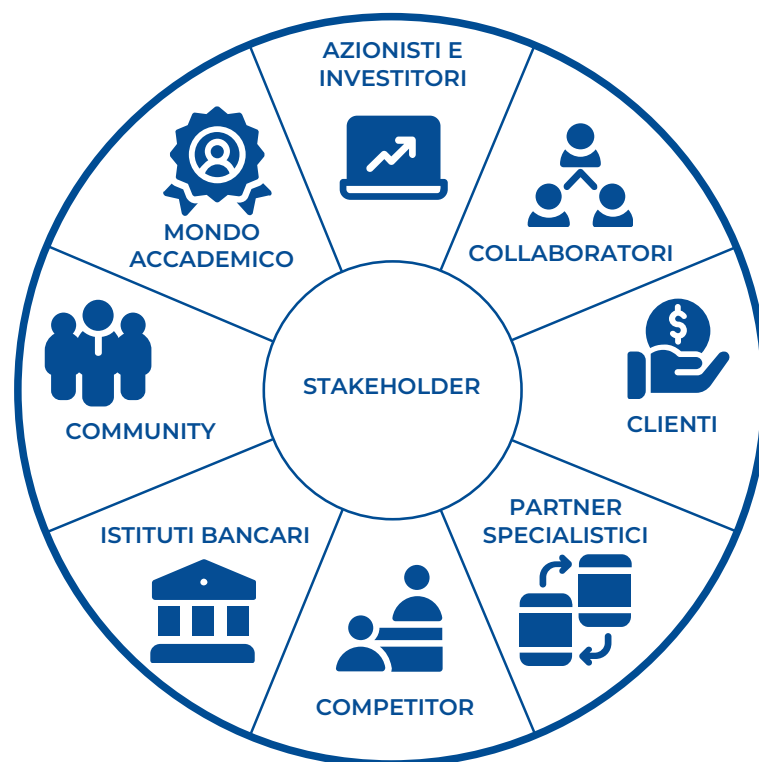 AZIONISTI E
INVESTITORI
MONDO
ACCADEMICO
COLLABORATORI
STAKEHOLDER
$
CLIENTI
COMMUNITY
PARTNER
SPECIALISTICI
ISTITUTI BANCARI
COMPETITOR